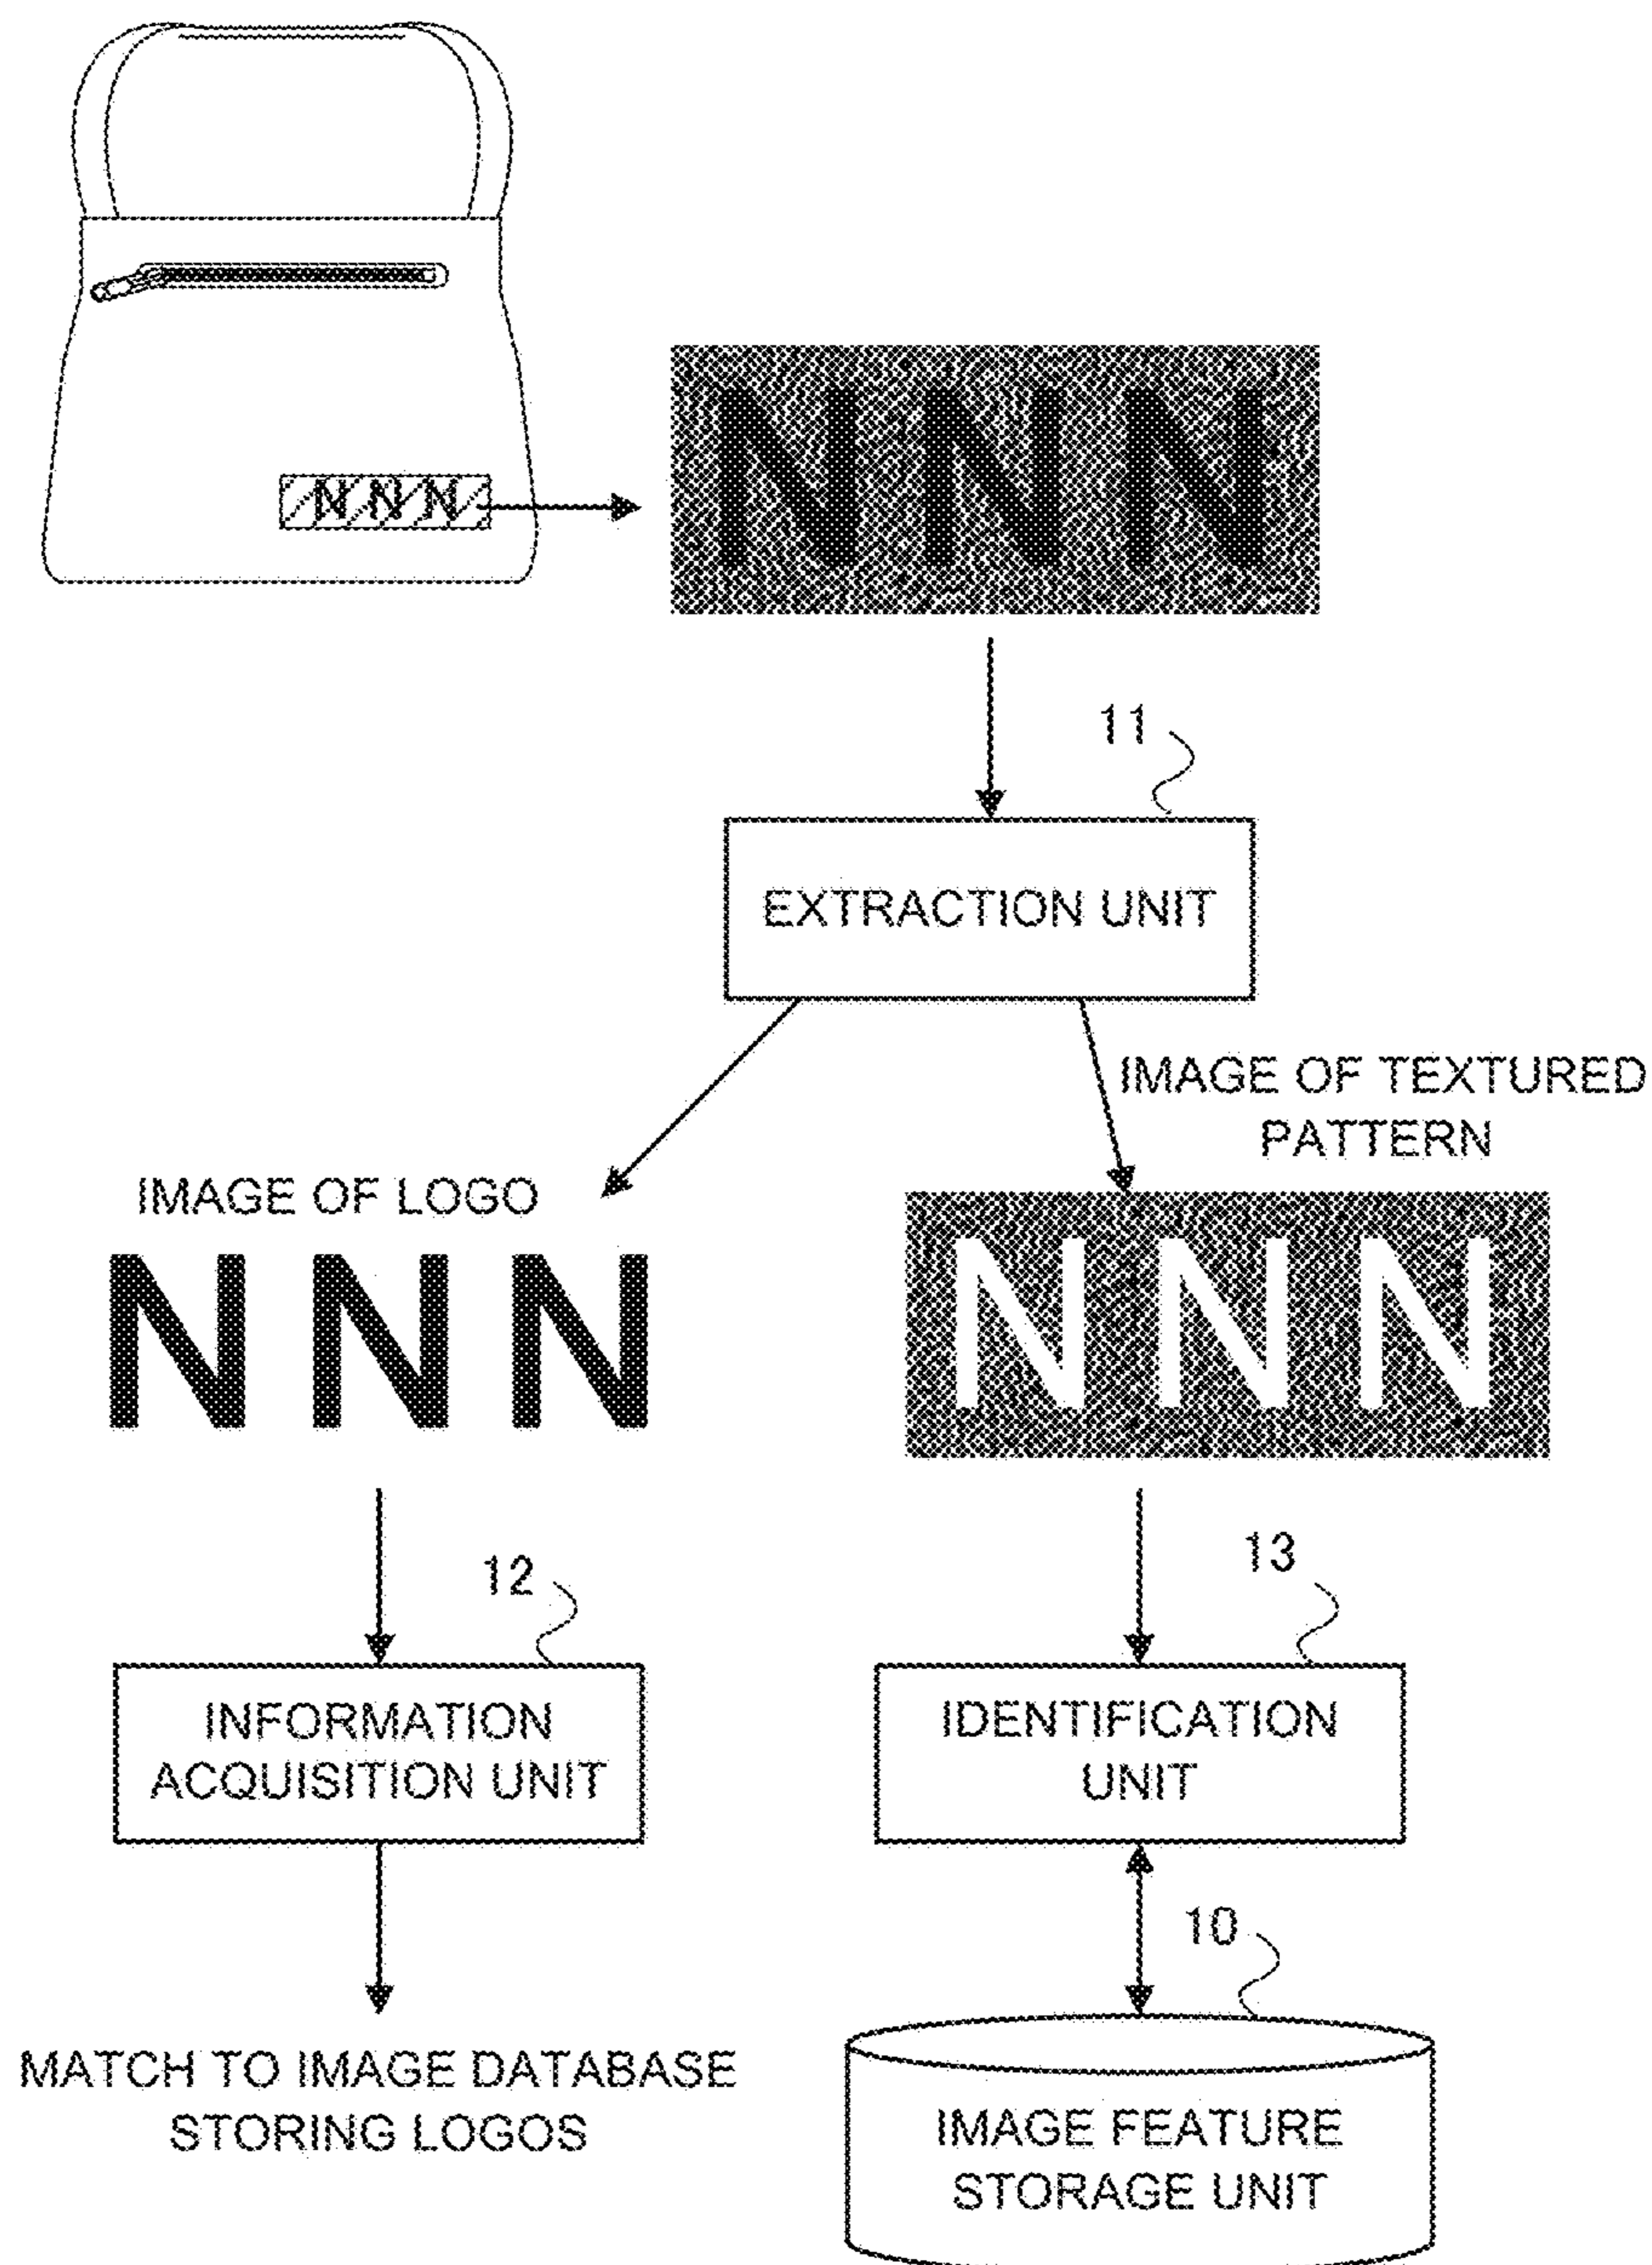 NNN
NNN
11
EXTRACTION UNIT
IMAGE OF TEXTURED
PATTERN
IMAGE OF LOGO
NNN
NNN
12
13
INFORMATION
ACQUISITION UNIT
IDENTIFICATION
UNIT
10
MATCH TO IMAGE DATABASE
STORING LOGOS
IMAGE FEATURE
STORAGE UNIT